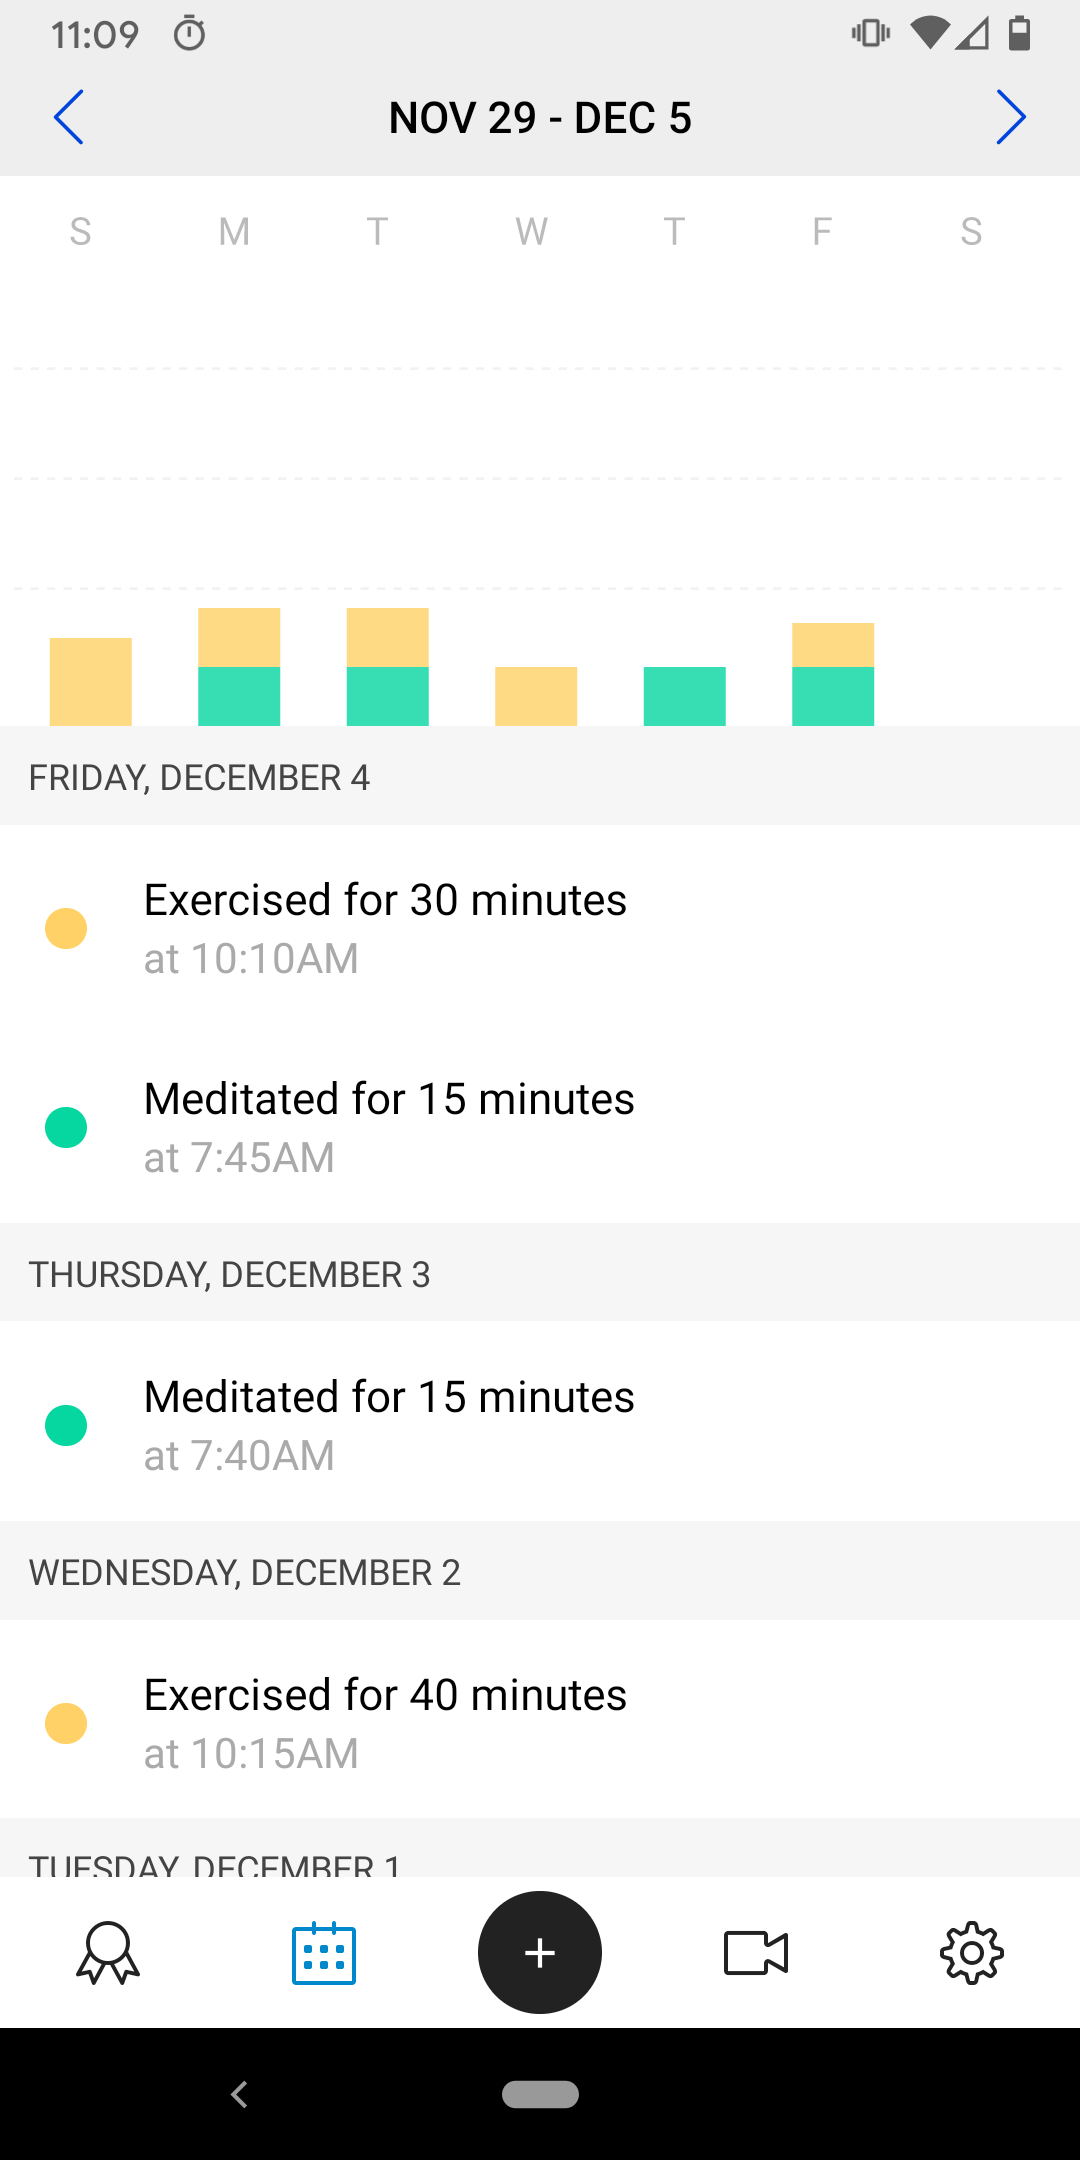 11:09
NOV 29 - DEC 5
S M T W T F S
FRIDAY, DECEMBER 4
Exercised for 30 minutes
at 10:10AM
Meditated for 15 minutes
at 7:45AM
THURSDAY, DECEMBER 3
Meditated for 15 minutes
at 7:40AM
WEDNESDAY, DECEMBER 2
Exercised for 40 minutes
at 10:15AM
TUESDAY, DECEMBER 1